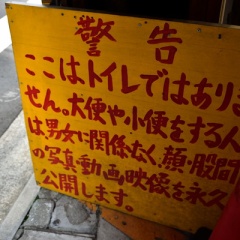 警告
ここはトイレではありま
せん。大便や小便をする人
は男女に関係なく、顔・股間
の写真、動画、映像を永久
公開します。